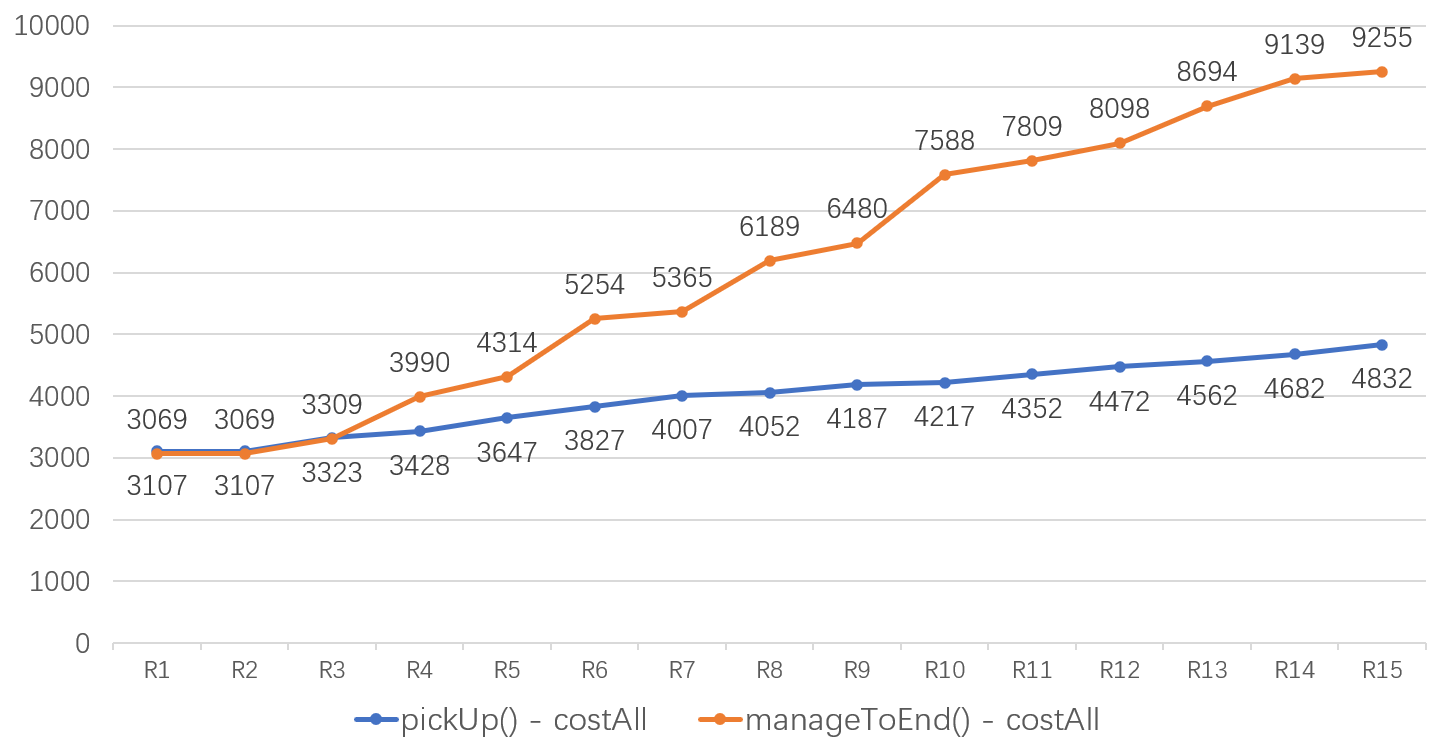 10000
9000
8000
7000
6000
5000
4000
3000
2000
1000
0
3069 3069 3309 3990 4314 5254 5365 6189 6480 7588 7809 8098 8694 9139 9255
3107 3107 3323 3428 3647 3827 4007 4052 4187 4217 4352 4472 4562 4682 4832
R1 R2 R3 R4 R5 R6 R7 R8 R9 R10 R11 R12 R13 R14 R15
pickUp() - costAll manageToEnd() - costAll